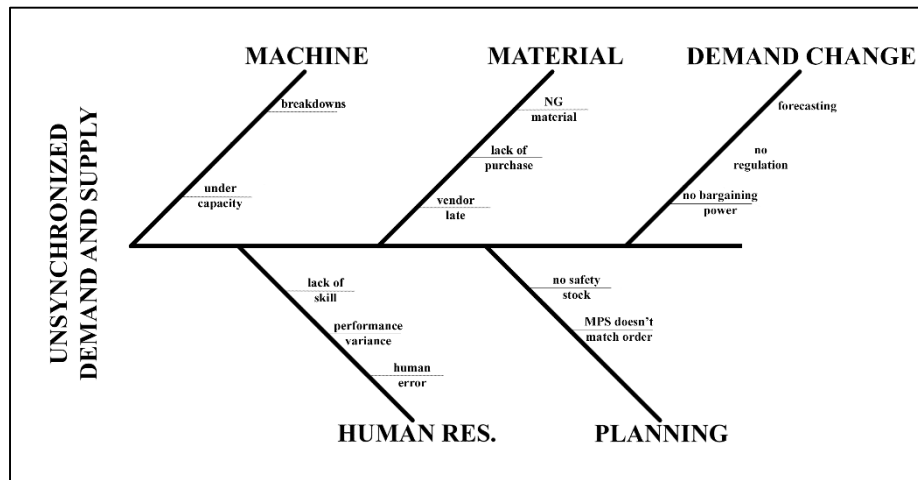 MACHINE
MATERIAL
DEMAND CHANGE
breakdowns
under
capacity
NG
material
lack of
purchase
vendor
late
forecasting
no
regulation
no bargaining
power
UNSYNCHRONIZED
DEMAND AND SUPPLY
lack of
skill
performance
variance
human
error
no safety
stock
MPS doesn't
match order
HUMAN RES.
PLANNING